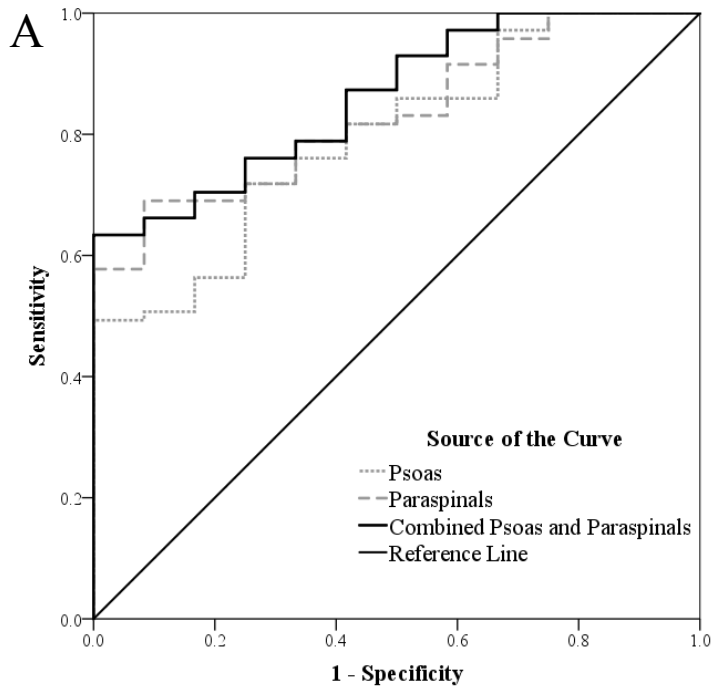 A
1.0
0.8
0.6
0.4
0.2
0.0
Sensitivity
Source of the Curve
Psoas
Paraspinals
Combined Psoas and Paraspinals
Reference Line
0.0 0.2 0.4 0.6 0.8 1.0
1 - Specificity